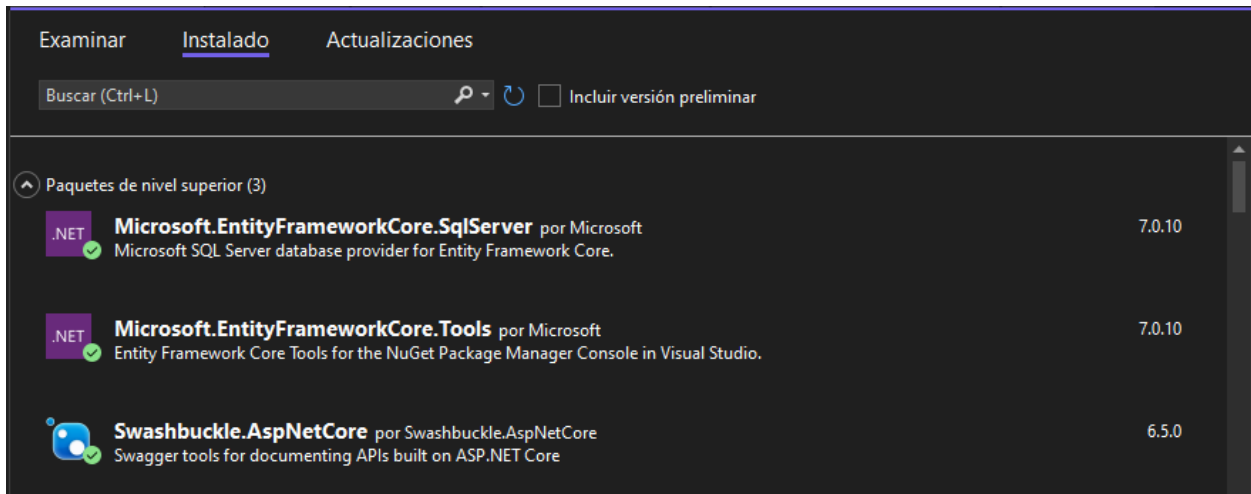 Examinar Instalado Actualizaciones
Buscar (Ctrl+L) Incluir versión preliminar
Paquetes de nivel superior (3)
.NET Microsoft.EntityFrameworkCore.SqlServer por Microsoft 7.0.10
Microsoft SQL Server database provider for Entity Framework Core.
.NET Microsoft.EntityFrameworkCore.Tools por Microsoft 7.0.10
Entity Framework Core Tools for the NuGet Package Manager Console in Visual Studio.
Swashbuckle.AspNetCore por Swashbuckle.AspNetCore 6.5.0
Swagger tools for documenting APIs built on ASP.NET Core